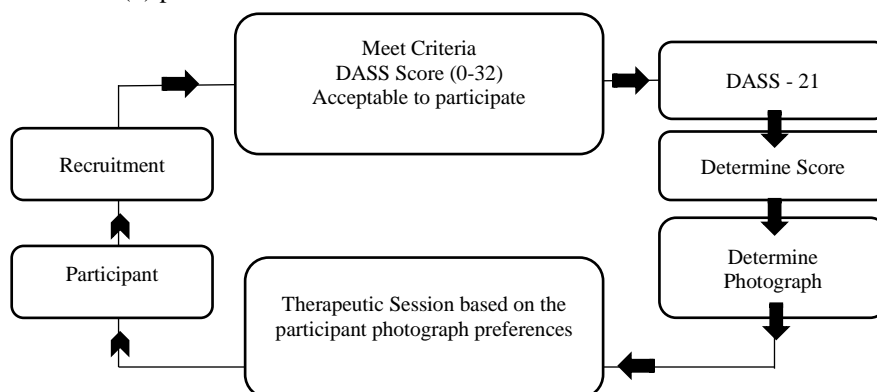 Meet Criteria
DASS Score (0-32)
Acceptable to participate
DASS - 21
Recruitment
Determine Score
Participant
Determine
Photograph
Therapeutic Session based on the
participant photograph preferences